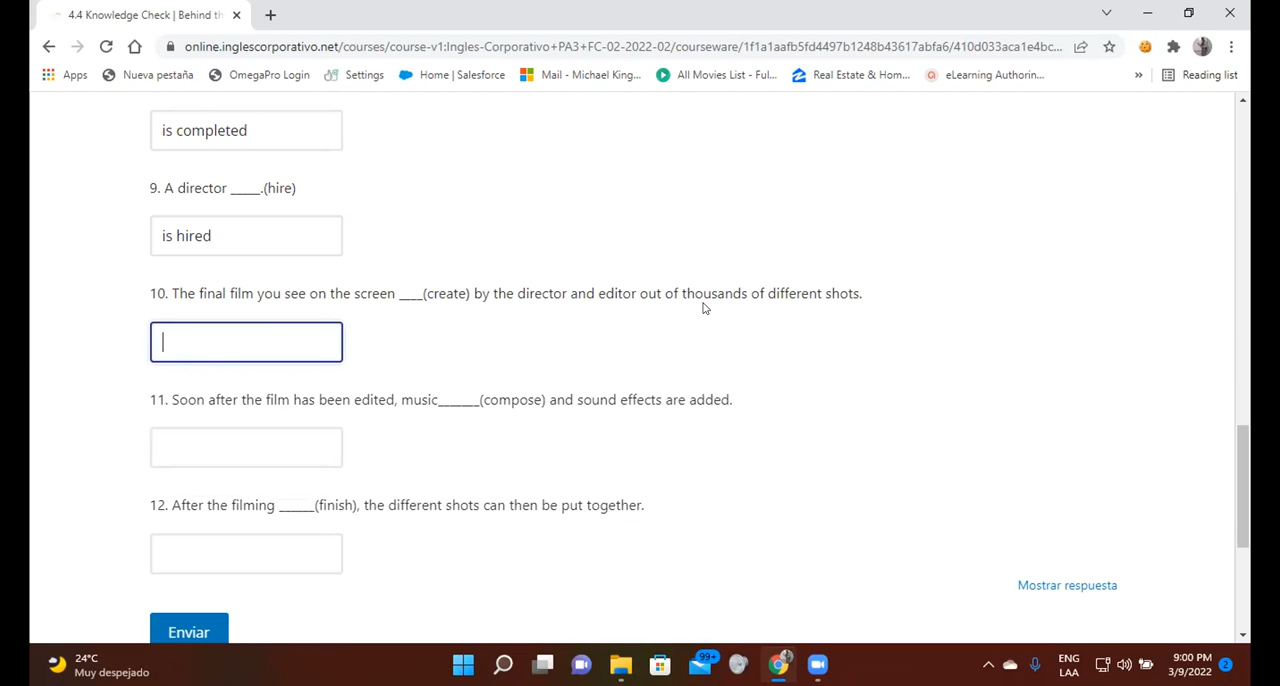 4.4 Knowledge Check | Behind th
online.inglescorporativo.net/courses/course-v1:Ingles-Corporativo+PA3+FC-02-2022-02/courseware/1f1a1aafb5fd4497b1248b43617abfa6/410d033aca1e4bc...
Apps Nueva pestaña OmegaPro Login Settings Home | Salesforce Mail - Michael King... All Movies List - Ful... Real Estate & Hom... eLearning Authorin... » Reading list
is completed
9. A director _____.(hire)
is hired
10. The final film you see on the screen ____(create) by the director and editor out of thousands of different shots.
11. Soon after the film has been edited, music_______(compose) and sound effects are added.
12. After the filming ______(finish), the different shots can then be put together.
Mostrar respuesta
Enviar
24°C
Muy despejado
99+
ENG
LAA
9:00 PM
3/9/2022
2